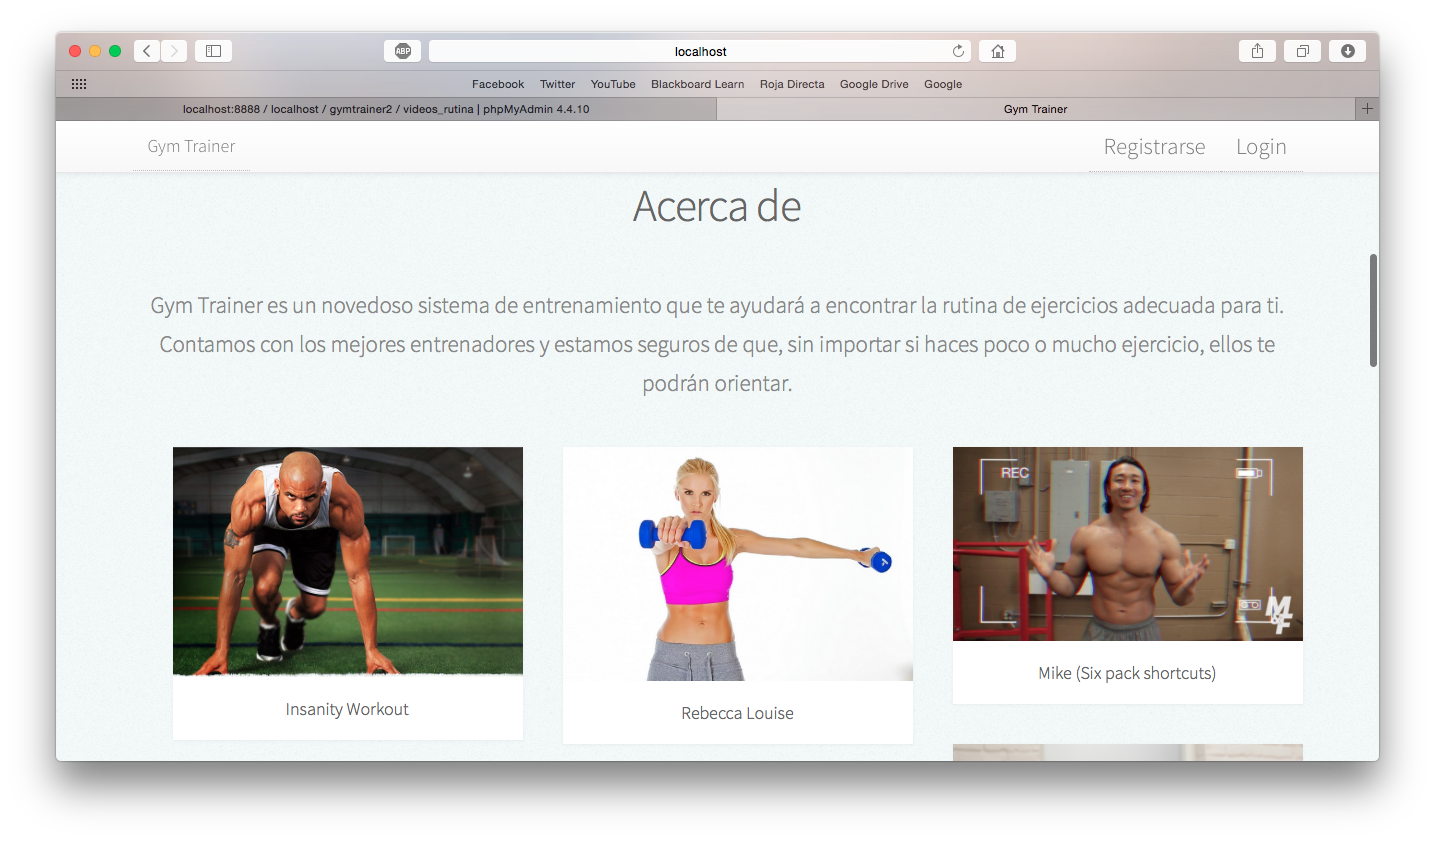 ABP
localhost
Facebook Twitter YouTube Blackboard Learn Roja Directa Google Drive Google
localhost:8888 / localhost / gymtrainer2 / videos_rutina | phpMyAdmin 4.4.10
Gym Trainer
Gym Trainer
Registrarse Login
Acerca de
Gym Trainer es un novedoso sistema de entrenamiento que te ayudará a encontrar la rutina de ejercicios adecuada para ti.
Contamos con los mejores entrenadores y estamos seguros de que, sin importar si haces poco o mucho ejercicio, ellos te
podrán orientar.
REC
M&F
Insanity Workout
Rebecca Louise
Mike (Six pack shortcuts)